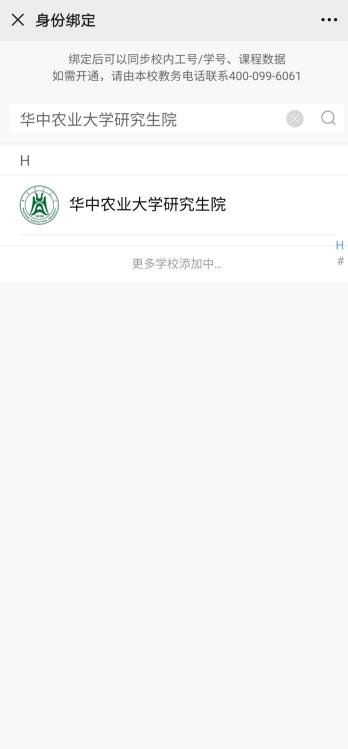 身份绑定
绑定后可以同步校内工号/学号、课程数据
如需开通，请由本校教务电话联系400-099-6061
华中农业大学研究生院
H
华中农业大学研究生院
H
更多学校添加中...
#